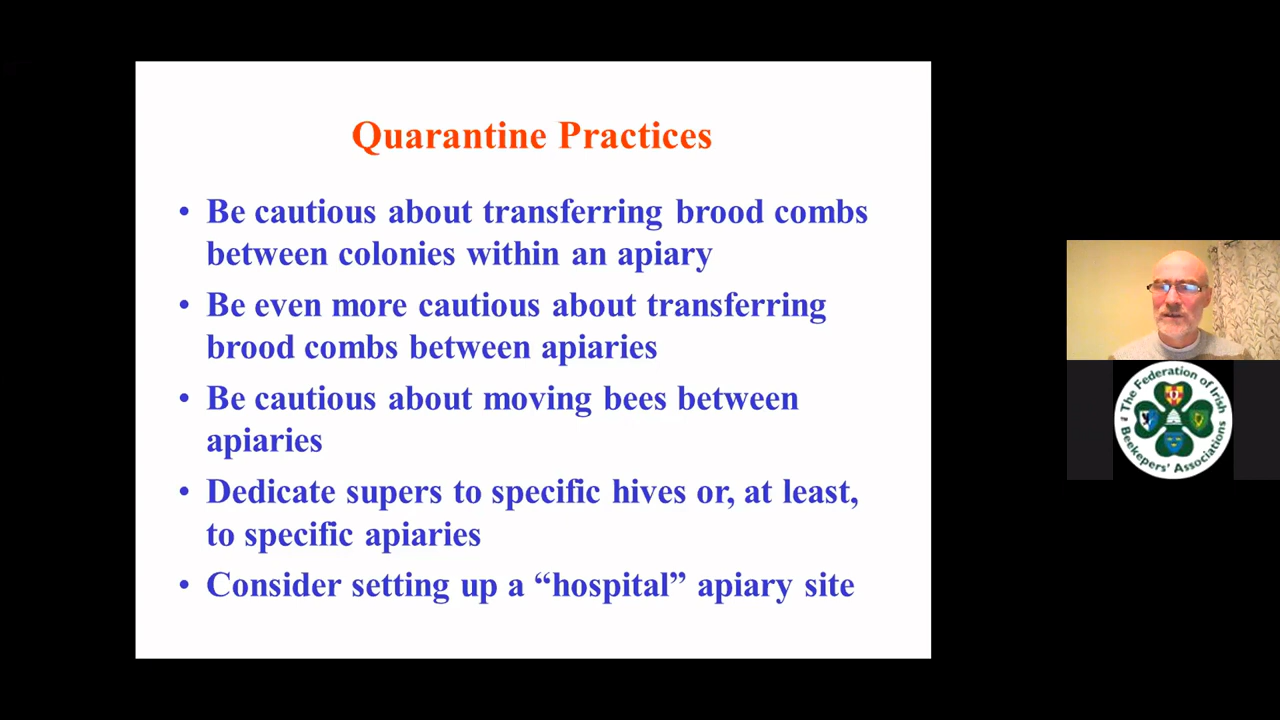 Quarantine Practices
• Be cautious about transferring brood combs
between colonies within an apiary
• Be even more cautious about transferring
brood combs between apiaries
• Be cautious about moving bees between
apiaries
• Dedicate supers to specific hives or, at least,
to specific apiaries
• Consider setting up a “hospital” apiary site
The Federation of Irish
Beekepers' Associations